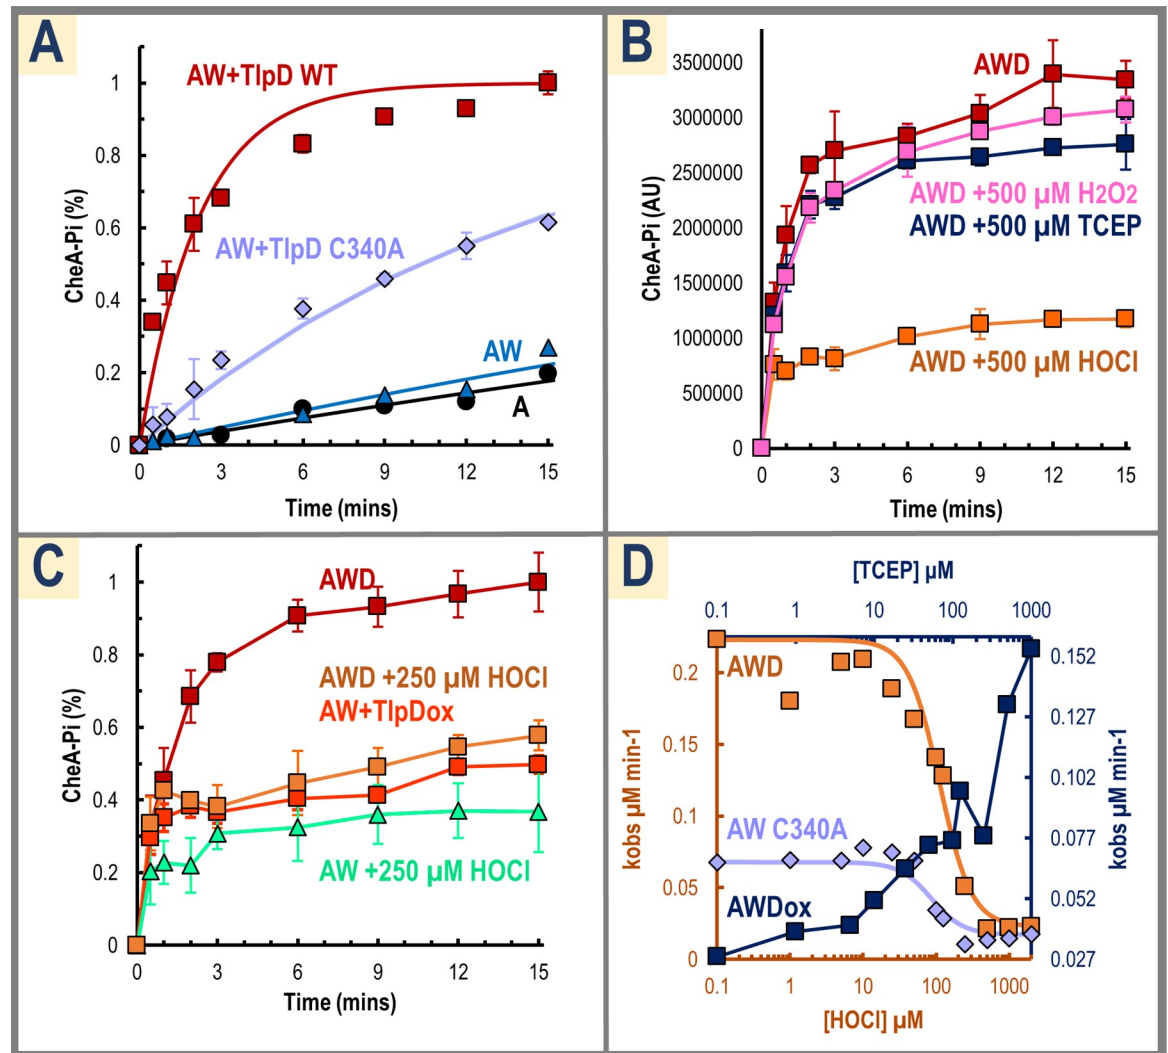 A
AW+TlpD WT
AW+TlpD C340A
AW
A
CheA-Pi (%)
1
0.8
0.6
0.4
0.2
0
0 3 6 9 12 15
Time (mins)
B
AWD
AWD +500 µM H2O2
AWD +500 µM TCEP
AWD +500 µM HOCl
CheA-Pi (AU)
3500000
3000000
2500000
2000000
1500000
1000000
500000
0
0 3 6 9 12 15
Time (mins)
C
AWD
AWD +250 µM HOCl
AW+TlpDox
AW +250 µM HOCl
CheA-Pi (%)
1
0.8
0.6
0.4
0.2
0
0 3 6 9 12 15
Time (mins)
D
[TCEP] µM
0.1 1 10 100 1000
AWD
AW C340A
AWDox
kobs µM min-1
0.2
0.15
0.1
0.05
0
kobs µM min-1
0.152
0.127
0.102
0.077
0.052
0.027
0.1 1 10 100 1000
[HOCl] µM